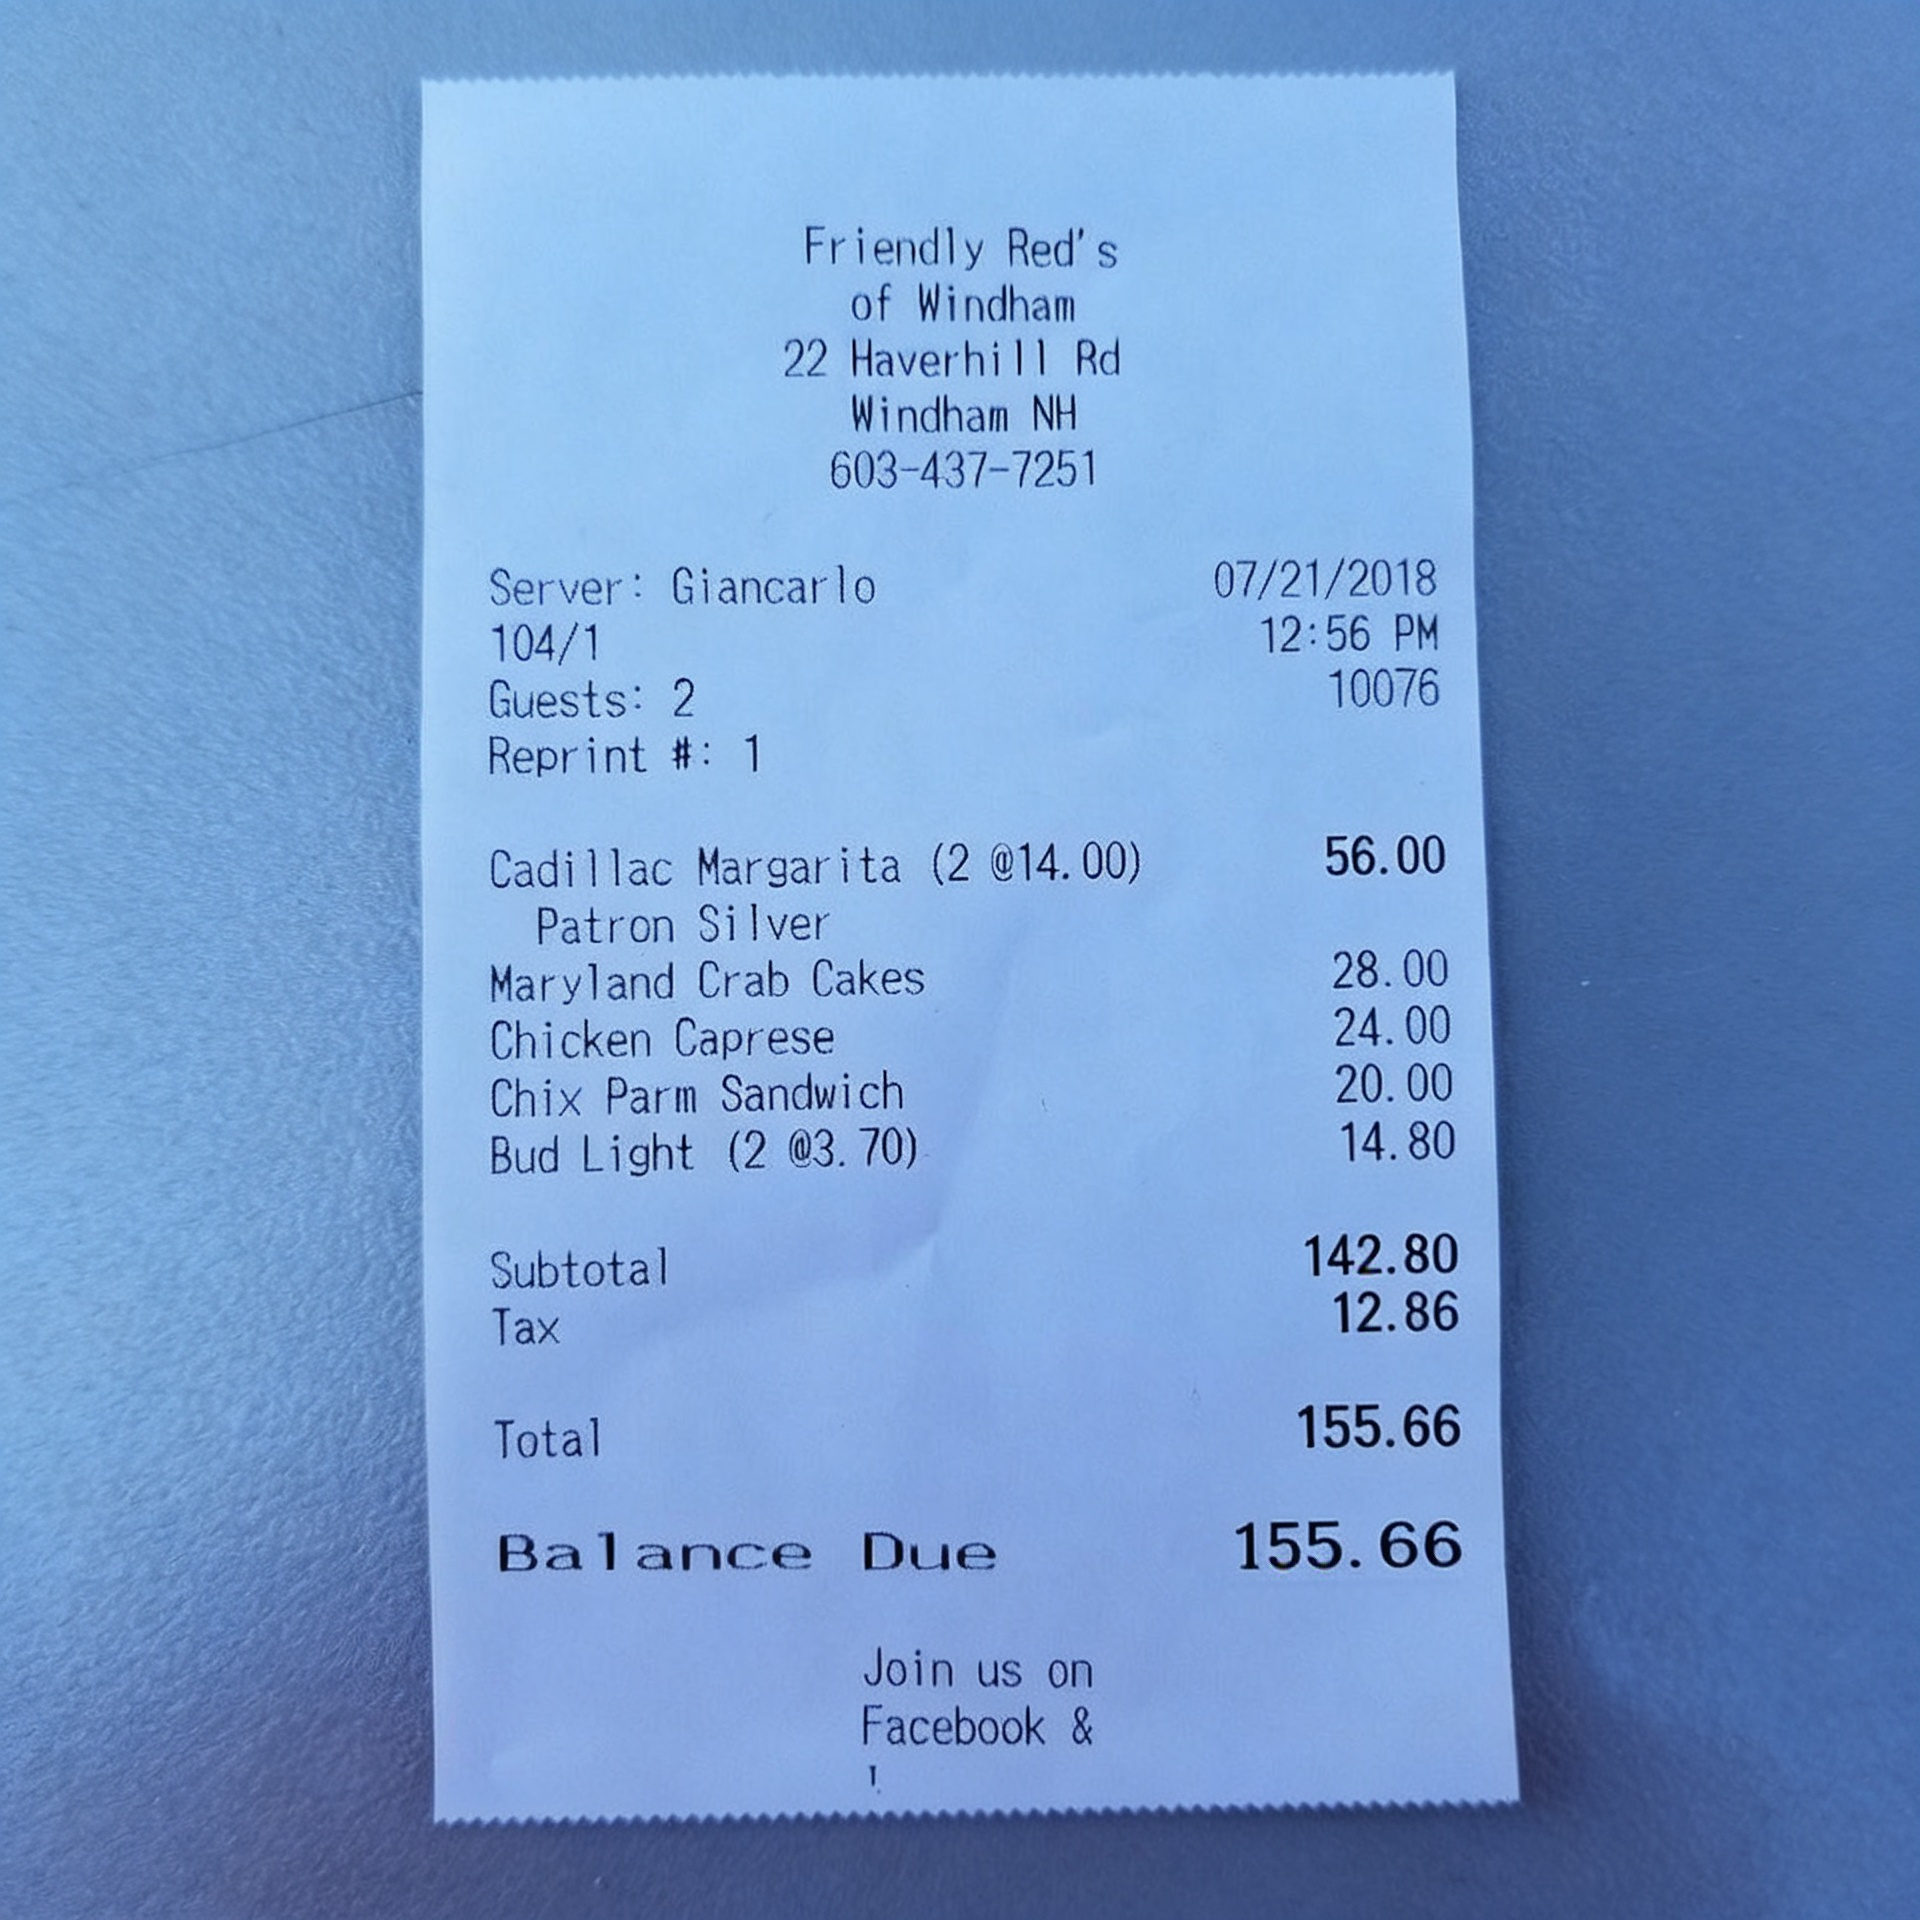 Friendly Red's
of Windham
22 Haverhill Rd
Windham NH
603-437-7251
Server: Giancarlo 07/21/2018
104/1 12:56 PM
Guests: 2 10076
Reprint #: 1
Cadillac Margarita (2 @14.00) 56.00
Patron Silver
Maryland Crab Cakes 28.00
Chicken Caprese 24.00
Chix Parm Sandwich 20.00
Bud Light (2 @3.70) 14.80
Subtotal 142.80
Tax 12.86
Total 155.66
Balance Due 155.66
Join us on
Facebook &